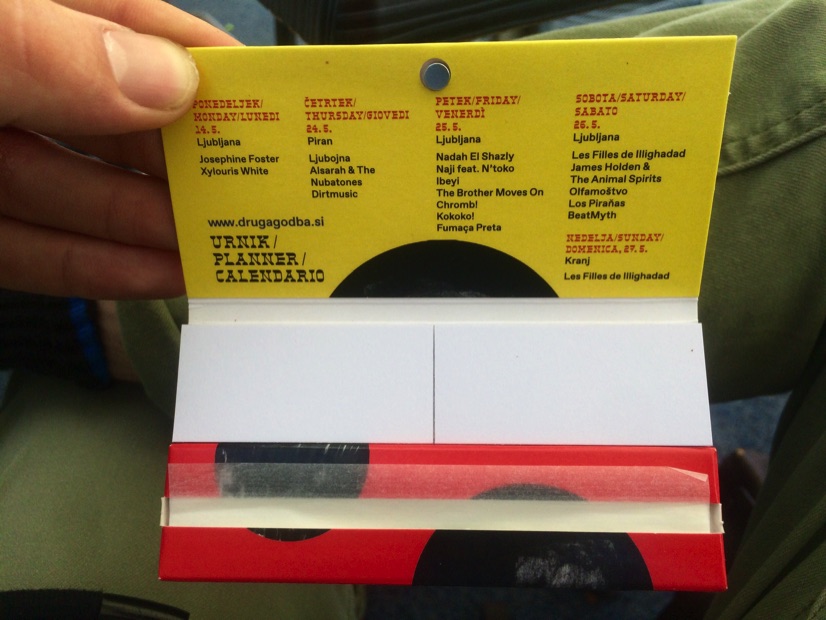 PONEDELJEK/
MONDAY/LUNEDI
14.5.
Ljubljana
Josephine Foster
Xylouris White
ČETRTEK/
THURSDAY/GIOVEDI
24.5.
Piran
Ljubojna
Alsarah & The
Nubatones
Dirtmusic
PETEK/FRIDAY/
VENERDÌ
25.5.
Ljubljana
Nadah El Shazly
Naji feat. N'toko
Ibeyi
The Brother Moves On
Chromb!
Kokoko!
Fumaça Preta
SOBOTA/SATURDAY/
SABATO
26.5.
Ljubljana
Les Filles de Illighadad
James Holden &
The Animal Spirits
Olfamoštvo
Los Pirañas
BeatMyth
NEDELJA/SUNDAY/
DOMENICA, 27.5.
Kranj
Les Filles de Illighadad
www.drugagodba.si
URNIK/
PLANNER/
CALENDARIO